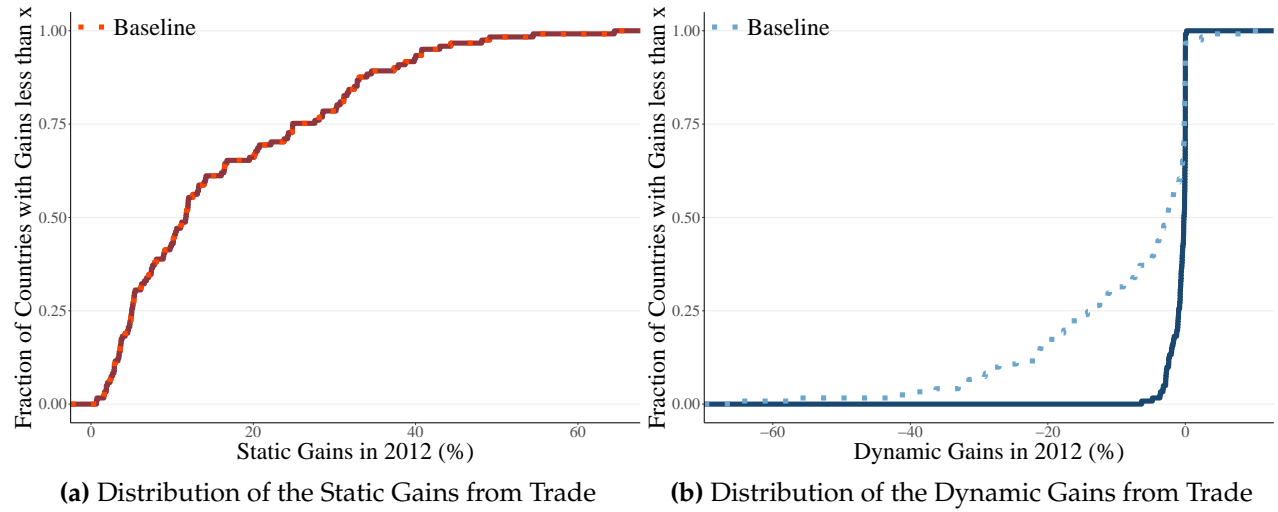 Fraction of Countries with Gains less than x
1.00
0.75
0.50
0.25
0.00
Baseline
0
20
40
60
Static Gains in 2012 (%)
(a) Distribution of the Static Gains from Trade
Fraction of Countries with Gains less than x
1.00
0.75
0.50
0.25
0.00
Baseline
−60
−40
−20
0
Dynamic Gains in 2012 (%)
(b) Distribution of the Dynamic Gains from Trade